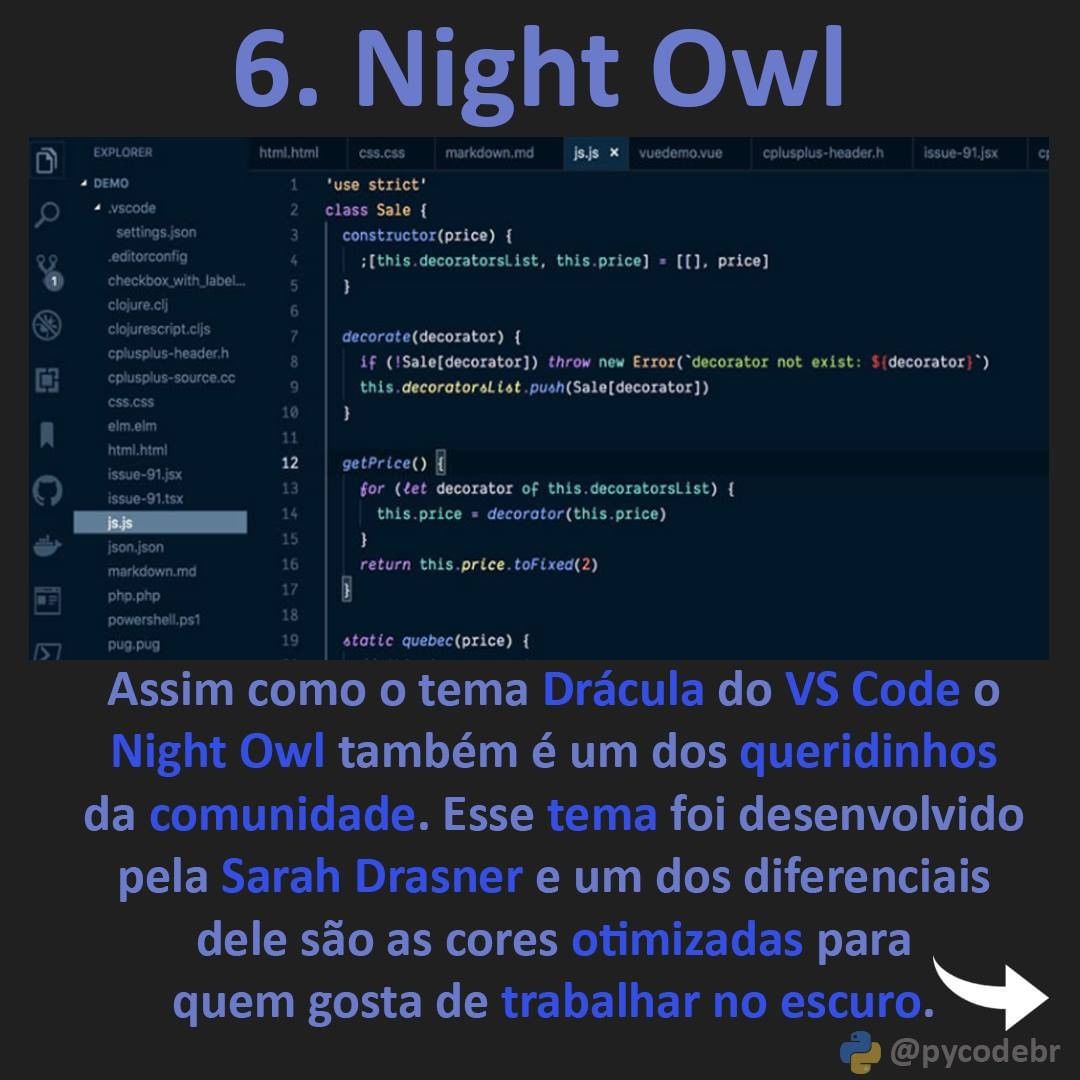 6. Night Owl
EXPLORER
html.html css.css markdown.md js.js × vuedemo.vue cplusplus-header.h issue-91.jsx
DEMO
.vscode
settings.json
.editorconfig
checkbox_with_label...
clojure.clj
clojurescript.cljs
cplusplus-header.h
cplusplus-source.cc
css.css
elm.elm
html.html
issue-91.jsx
issue-91.tsx
js.js
json.json
markdown.md
php.php
powershell.ps1
pug.pug
1
1 'use strict'
2 class Sale {
3 constructor(price) {
4 ;[this.decoratorsList, this.price] = [[], price]
5 }
6
7 decorate(decorator) {
8 if (!Sale[decorator]) throw new Error(`decorator not exist: ${decorator}`)
9 this.decoratorsList.push(Sale[decorator])
10 }
11
12 getPrice() {
13 for (let decorator of this.decoratorsList) {
14 this.price = decorator(this.price)
15 }
16 return this.price.toFixed(2)
17 }
18
19 static quebec(price) {
Assim como o tema Drácula do VS Code o
Night Owl também é um dos queridinhos
da comunidade. Esse tema foi desenvolvido
pela Sarah Drasner e um dos diferenciais
dele são as cores otimizadas para
quem gosta de trabalhar no escuro.
@pycodebr